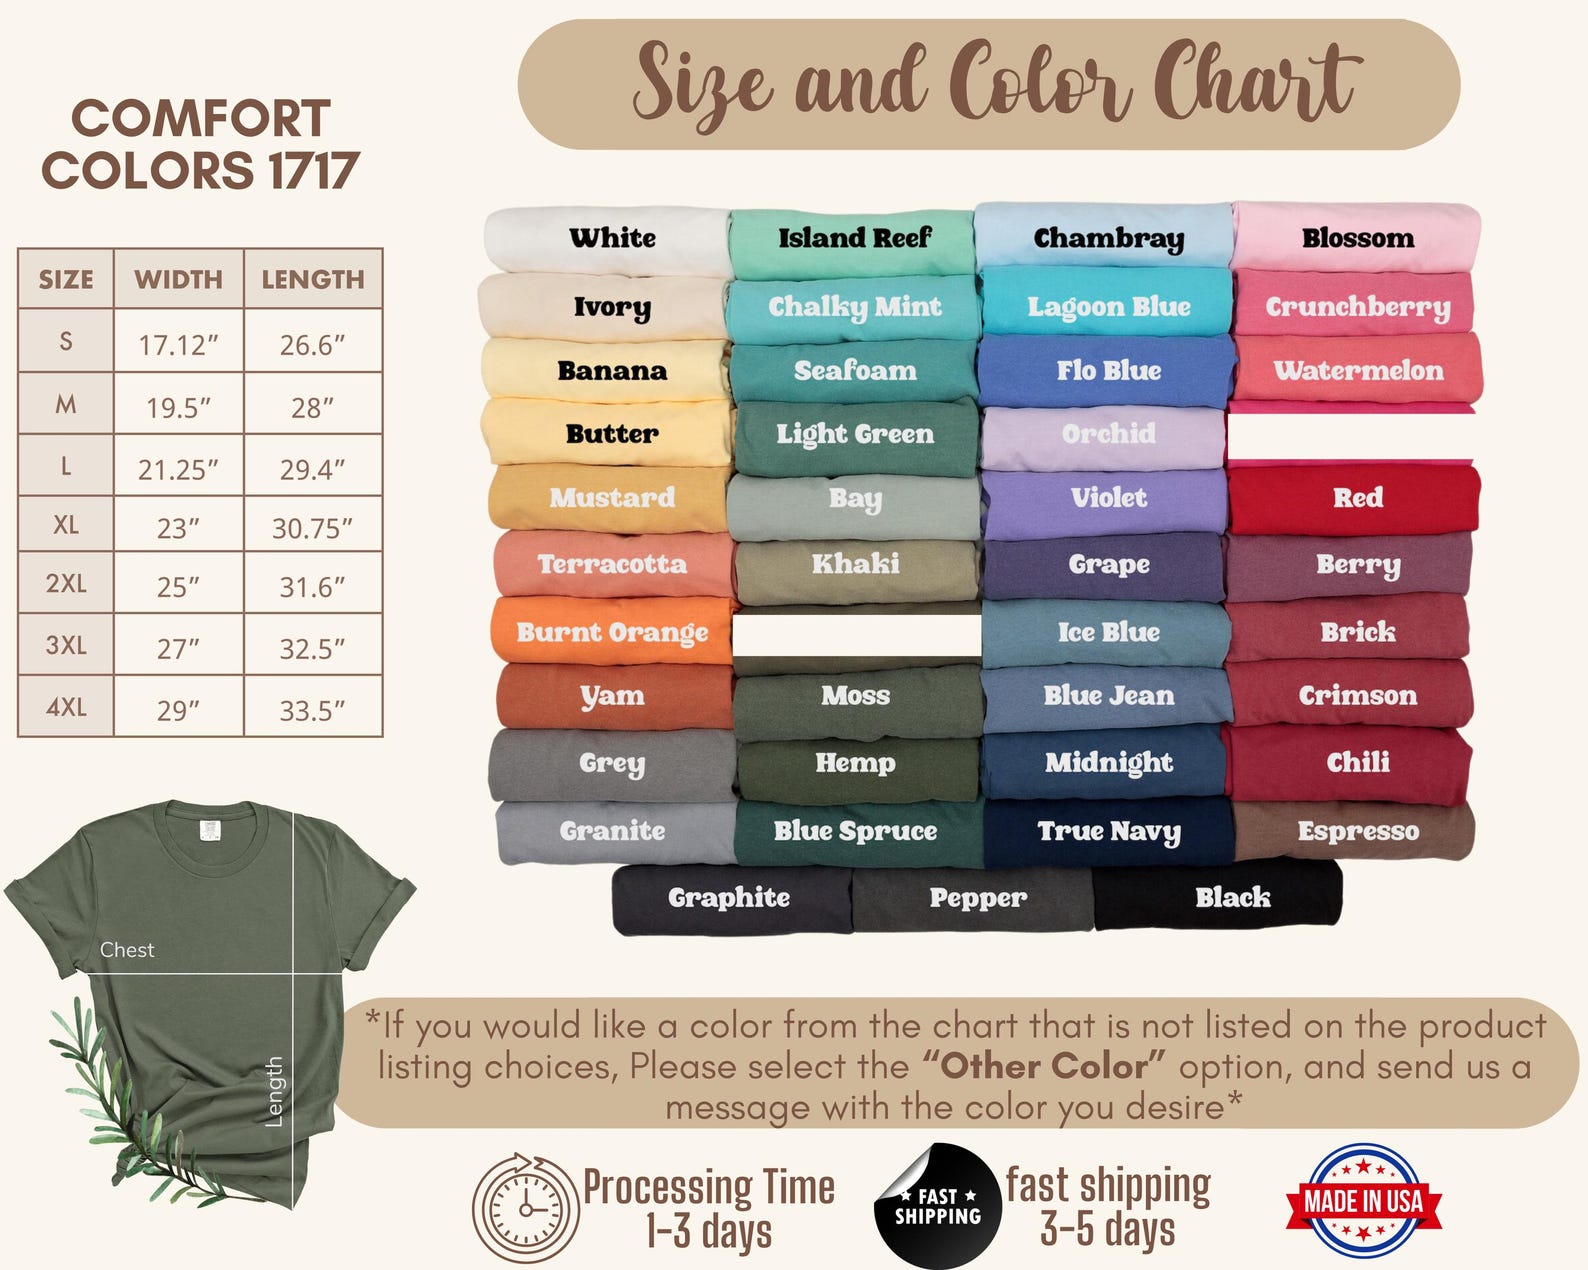 Size and Color Chart
COMFORT
COLORS 1717
SIZE WIDTH LENGTH
S 17.12” 26.6”
M 19.5” 28”
L 21.25” 29.4”
XL 23” 30.75”
2XL 25” 31.6”
3XL 27” 32.5”
4XL 29” 33.5”
White Island Reef Chambray Blossom
Ivory Chalky Mint Lagoon Blue Crunchberry
Banana Seafoam Flo Blue Watermelon
Butter Light Green Orchid
Mustard Bay Violet Red
Terracotta Khaki Grape Berry
Burnt Orange Ice Blue Brick
Yam Moss Blue Jean Crimson
Grey Hemp Midnight Chili
Granite Blue Spruce True Navy Espresso
Graphite Pepper Black
Chest
Length
*If you would like a color from the chart that is not listed on the product
listing choices, Please select the “Other Color” option, and send us a
message with the color you desire*
Processing Time
1-3 days
FAST
SHIPPING
fast shipping
3-5 days
MADE IN USA